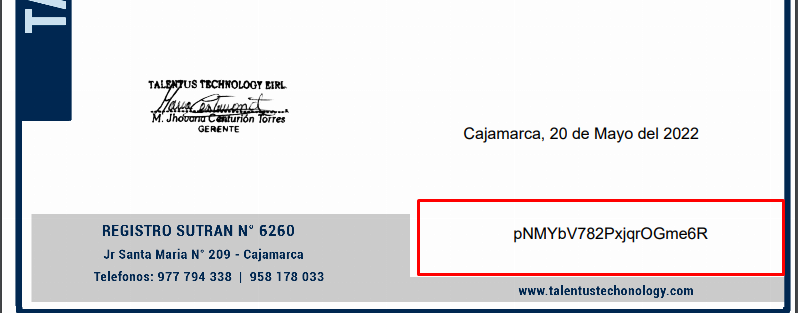 TA
TALENTUS TECHNOLOGY EIRL
M. Jhovana Centurión Torres
GERENTE
Cajamarca, 20 de Mayo del 2022
pNMYbV782PxjqrOGme6R
REGISTRO SUTRAN N° 6260
Jr Santa Maria N° 209 - Cajamarca
Telefonos: 977 794 338 | 958 178 033
www.talentustechonology.com